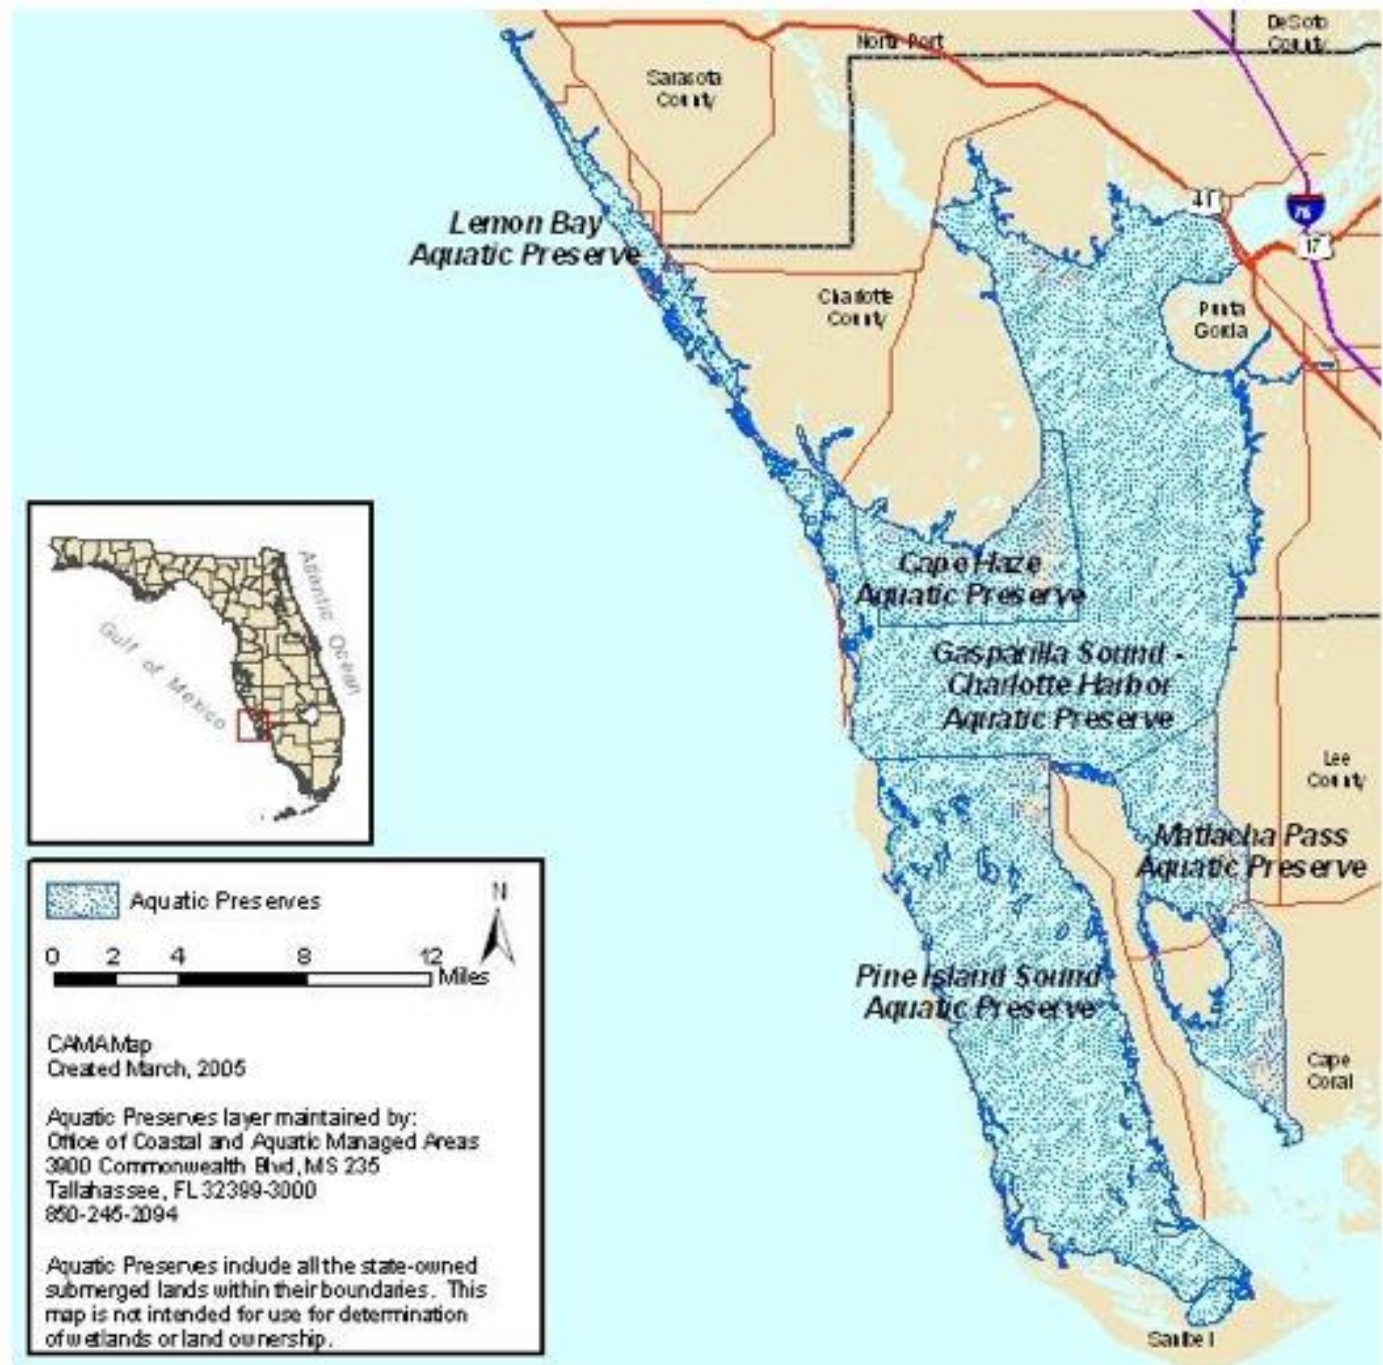 DeSoto
County
North Port
Sarasota
County
41
75
17
Lemon Bay
Aquatic Preserve
Charlotte
County
Punta
Gorda
Cape Haze
Aquatic Preserve
Gasparilla Sound -
Charlotte Harbor
Aquatic Preserve
Lee
County
Matlacha Pass
Aquatic Preserve
Pine Island Sound
Aquatic Preserve
Cape
Coral
Sanibel
Atlantic Ocean
Gulf of Mexico
Aquatic Preserves
N
0 2 4 8 12
Miles
CAMA Map
Created March, 2005
Aquatic Preserves layer maintained by:
Office of Coastal and Aquatic Managed Areas
3900 Commonwealth Blvd, MS 235
Tallahassee, FL 32399-3000
850-245-2094
Aquatic Preserves include all the state-owned
submerged lands within their boundaries. This
map is not intended for use for determination
of wetlands or land ownership.